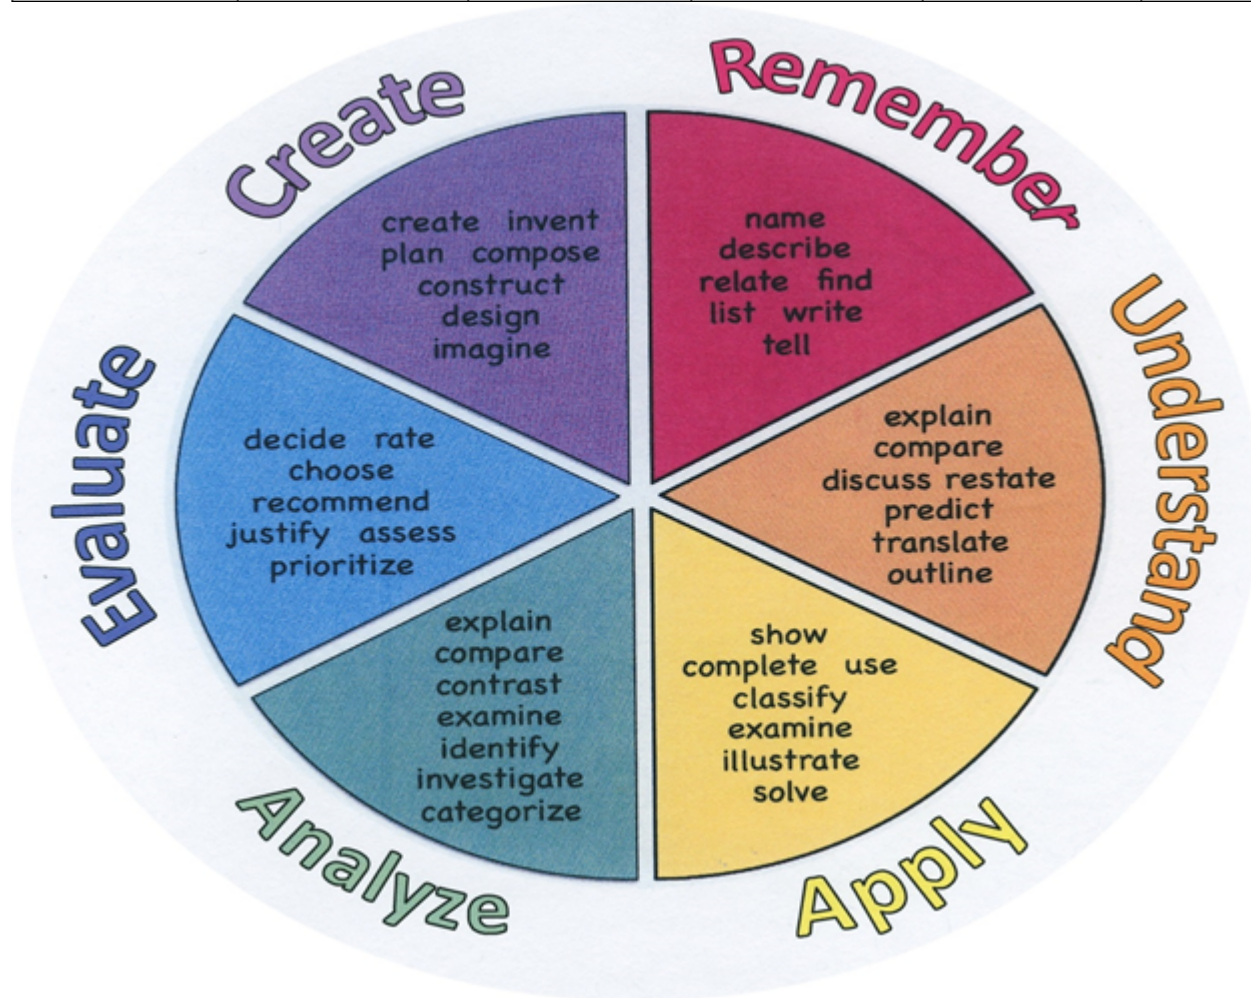 Remember
name
describe
relate find
list write
tell
Understand
explain
compare
discuss restate
predict
translate
outline
Apply
show
complete use
classify
examine
illustrate
solve
Analyze
explain
compare
contrast
examine
identify
investigate
categorize
Evaluate
decide rate
choose
recommend
justify assess
prioritize
Create
create invent
plan compose
construct
design
imagine